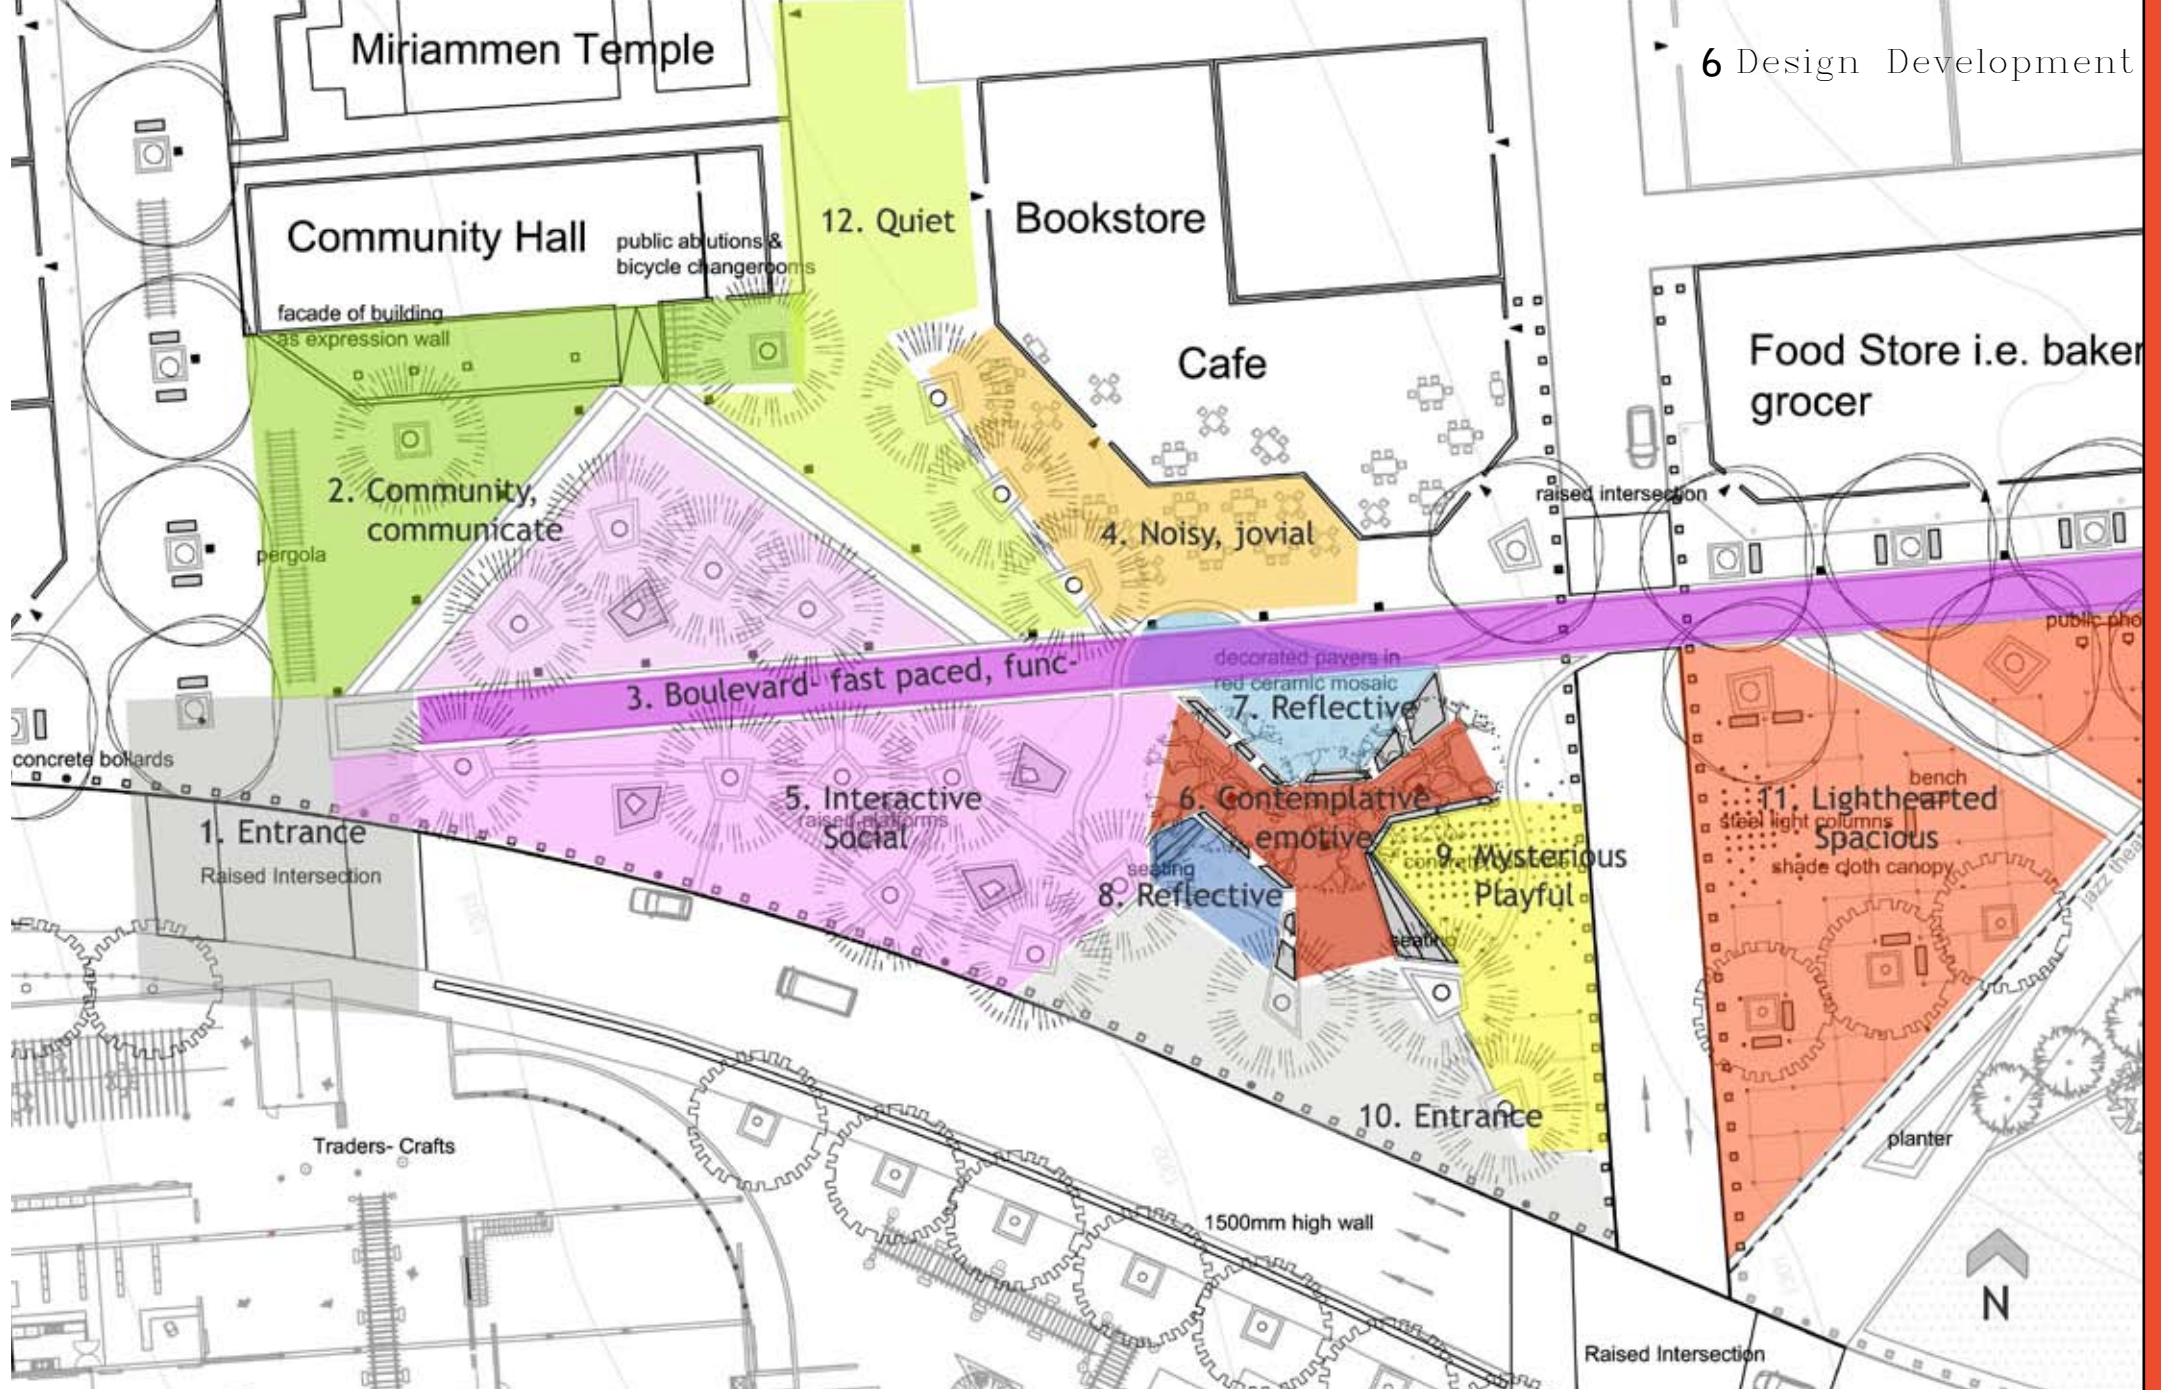 6 Design Development
Miriammen Temple
Community Hall
public ablutions &
bicycle changerooms
12. Quiet
Bookstore
facade of building
as expression wall
Cafe
Food Store i.e. baker
grocer
2. Community,
communicate
pergola
4. Noisy, jovial
raised intersection
public pho
3. Boulevard- fast paced, func-
decorated pavers in
red ceramic mosaic
7. Reflective
concrete bollards
1. Entrance
Raised Intersection
5. Interactive
raised platforms
Social
6. Contemplative,
emotive
seating
8. Reflective
9. Mysterious
Playful
seating
bench
11. Lighthearted
steel light columns
Spacious
shade cloth canopy
jazz thea
10. Entrance
planter
Traders- Crafts
1500mm high wall
N
Raised Intersection